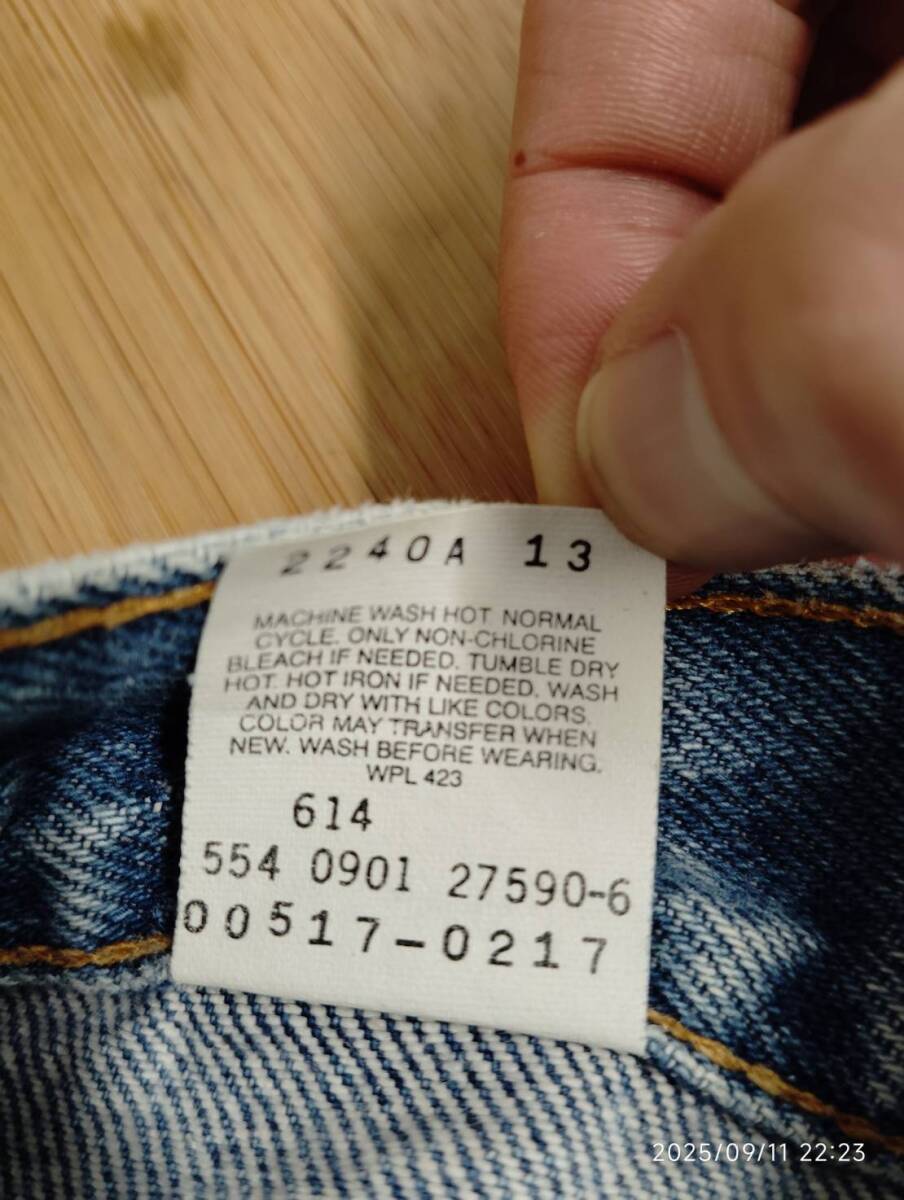 2240A 13
MACHINE WASH HOT NORMAL
CYCLE. ONLY NON-CHLORINE
BLEACH IF NEEDED. TUMBLE DRY
HOT. HOT IRON IF NEEDED. WASH
AND DRY WITH LIKE COLORS.
COLOR MAY TRANSFER WHEN
NEW. WASH BEFORE WEARING.
WPL 423
614
554 0901 27590-6
00517-0217
2025/09/11 22:23